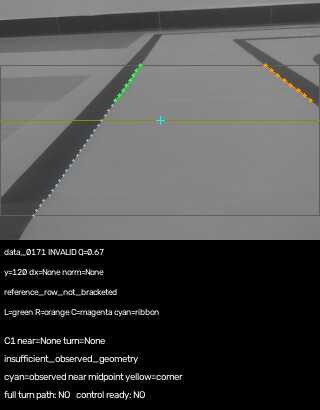 data_0171 INVALID Q=0.67
y=120 dx=None norm=None
reference_row_not_bracketed
L=green R=orange C=magenta cyan=ribbon
C1 near=None turn=None
insufficient_observed_geometry
cyan=observed near midpoint yellow=corner
full turn path: NO control ready: NO